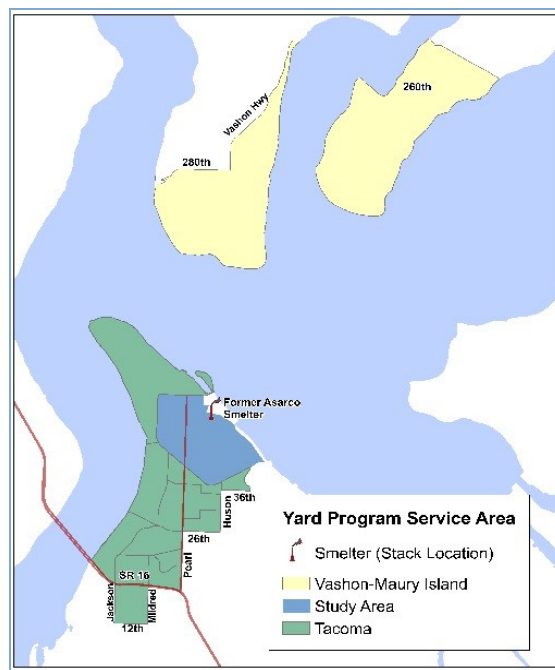 260th
Vashon Hwy
280th
Former Asarco
Smelter
36th
Huson
26th
Pearl
SR 16
Jackson
Mildred
12th
Yard Program Service Area
Smelter (Stack Location)
Vashon-Maury Island
Study Area
Tacoma